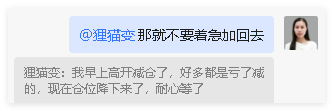 @狸猫变 那就不要着急加回去
狸猫变：我早上高开减仓了，好多都是亏了减
的，现在仓位降下来了，耐心等了